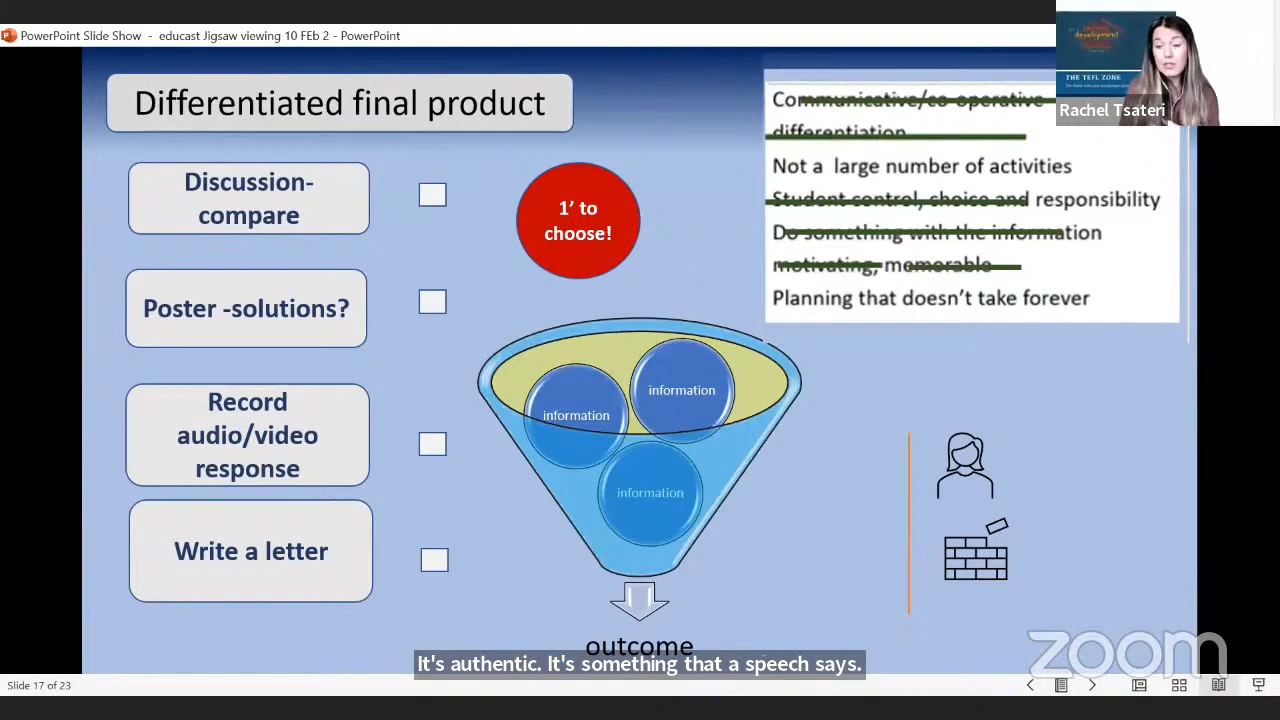 PowerPoint Slide Show - educast Jigsaw viewing 10 FEb 2 - PowerPoint
development
THE TEFL ZONE
Rachel Tsateri
Differentiated final product
Communicative/co-operative
differentiation
Not a large number of activities
Student control, choice and responsibility
Do something with the information
motivating, memorable
Planning that doesn't take forever
Discussion-
compare
1' to
choose!
Poster -solutions?
Record
audio/video
response
Write a letter
information
information
information
outcome
It's authentic. It's something that a speech says.
zoom
Slide 17 of 23